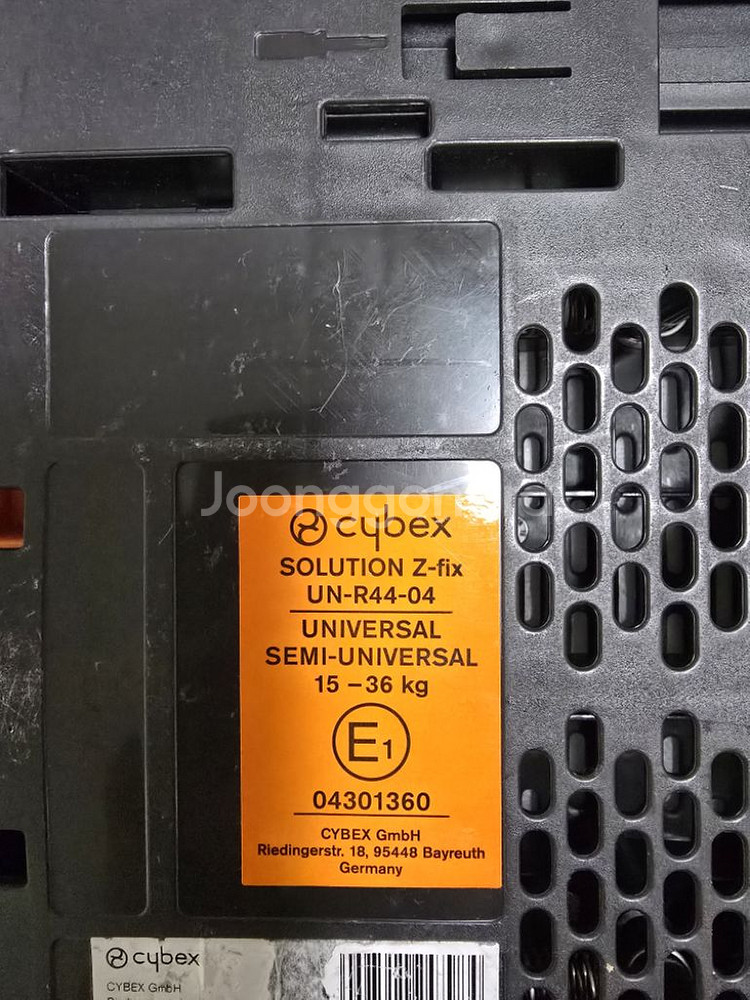 cybex
SOLUTION Z-fix
UN-R44-04
UNIVERSAL
SEMI-UNIVERSAL
15 – 36 kg
E1
04301360
CYBEX GmbH
Riedingerstr. 18, 95448 Bayreuth
Germany
cybex
CYBEX GmbH